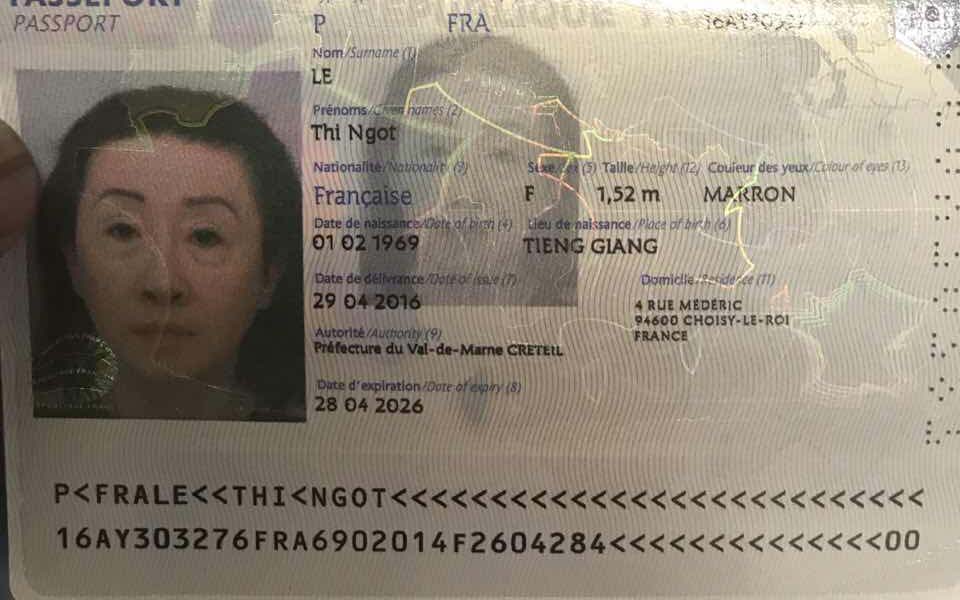 PASSEPORT
PASSPORT
P FRA
Nom/Surname (1)
LE
Prénoms/Given names (2)
Thi Ngot
Nationalité/Nationality (3) Sexe/Sex (5) Taille/Height (12) Couleur des yeux/Colour of eyes (13)
Française F 1,52 m MARRON
Date de naissance/Date of birth (4) Lieu de naissance/Place of birth (6)
01 02 1969 TIENG GIANG
Date de délivrance/Date of issue (7) Domicile/Residence (11)
29 04 2016 4 RUE MÉDÉRIC
94600 CHOISY-LE-ROI
FRANCE
Autorité/Authority (9)
Préfecture du Val-de-Marne CRETEIL
Date d'expiration/Date of expiry (8)
28 04 2026
P<FRALE<<THI<NGOT<<<<<<<<<<<<<<<<<<<<<<<<<<<
16AY303276FRA6902014F2604284<<<<<<<<<<<<<<00